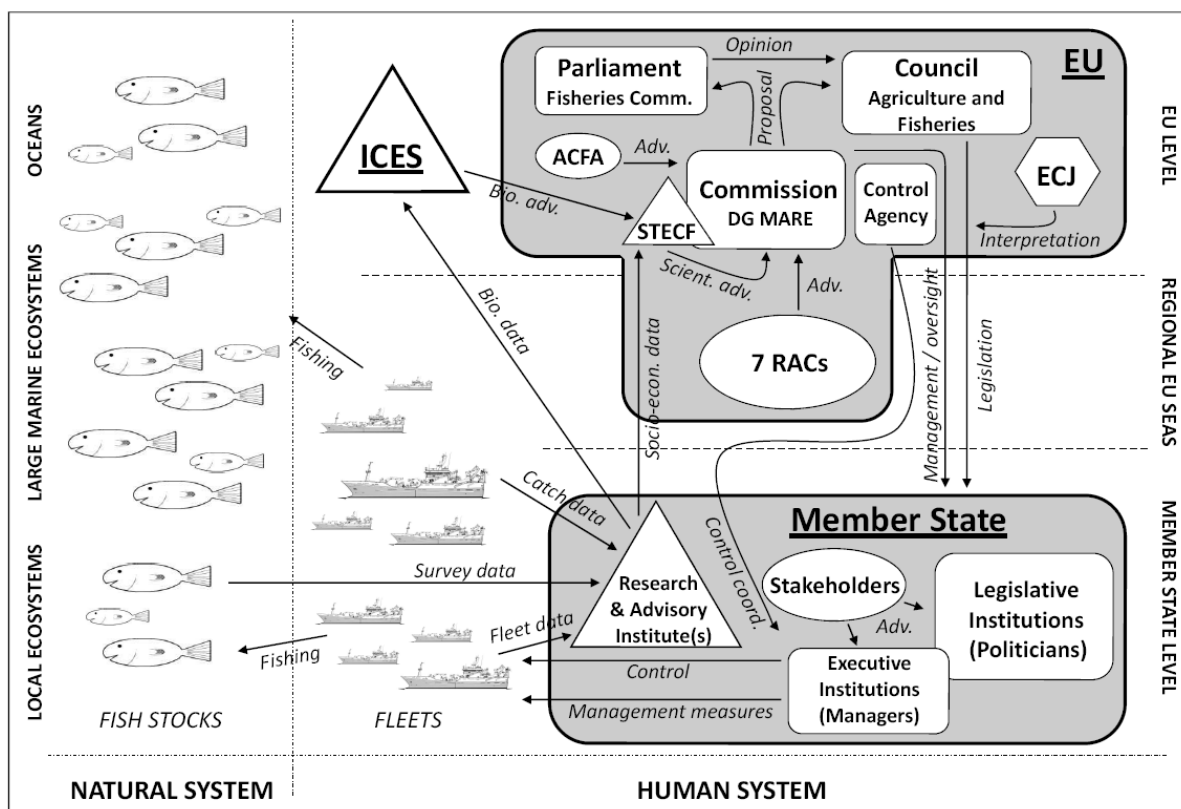 OCEANS
LARGE MARINE ECOSYSTEMS
LOCAL ECOSYSTEMS
EU
Parliament
Fisheries Comm.
Opinion
Council
Agriculture and
Fisheries
Proposal
ICES
ACFA
Adv.
Commission
DG MARE
Control
Agency
ECJ
Bio. adv.
STECF
Interpretation
Scient. adv.
Adv.
7 RACs
Bio. data
Socio-econ. data
Management / oversight
Legislation
Fishing
Catch data
Member State
Survey data
Research
& Advisory
Institute(s)
Control coord.
Stakeholders
Adv.
Legislative
Institutions
(Politicians)
Fleet data
Fishing
Control
Executive
Institutions
(Managers)
Management measures
FISH STOCKS
FLEETS
EU LEVEL
REGIONAL EU SEAS
MEMBER STATE LEVEL
NATURAL SYSTEM
HUMAN SYSTEM